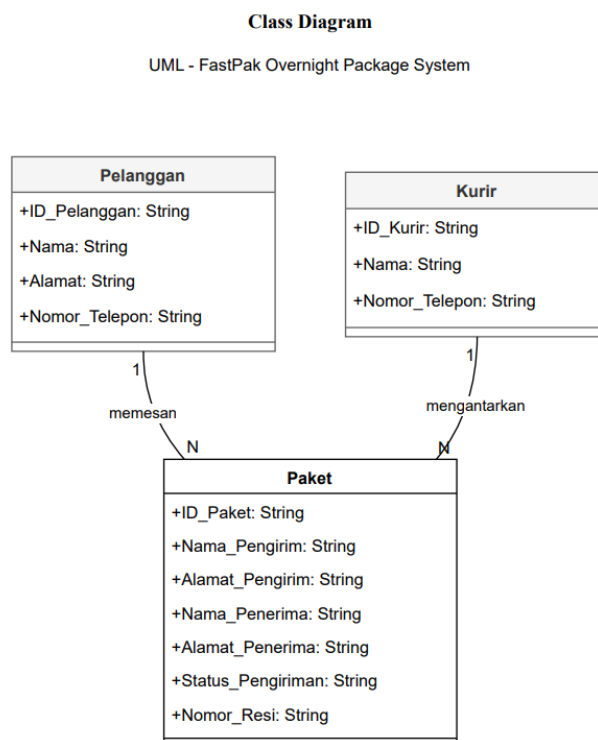 Class Diagram
UML - FastPak Overnight Package System
Pelanggan
+ID_Pelanggan: String
+Nama: String
+Alamat: String
+Nomor_Telepon: String
Kurir
+ID_Kurir: String
+Nama: String
+Nomor_Telepon: String
1
memesan
N
1
mengantarkan
N
Paket
+ID_Paket: String
+Nama_Pengirim: String
+Alamat_Pengirim: String
+Nama_Penerima: String
+Alamat_Penerima: String
+Status_Pengiriman: String
+Nomor_Resi: String